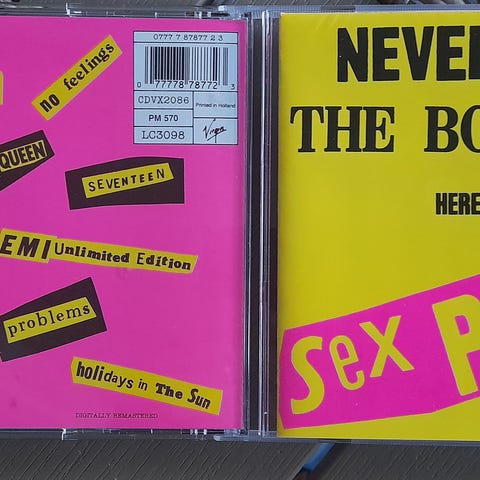 no feelings
0777 7 87877 2 3
0 77778 78772 3
CDVX2086
Printed in Holland
PM 570
LC3098
Virgin
QUEEN
SEVENTEEN
EMI Unlimited Edition
problems
holidays in The Sun
DIGITALLY REMASTERED
NEVE
THE BO
HERE
Sex P